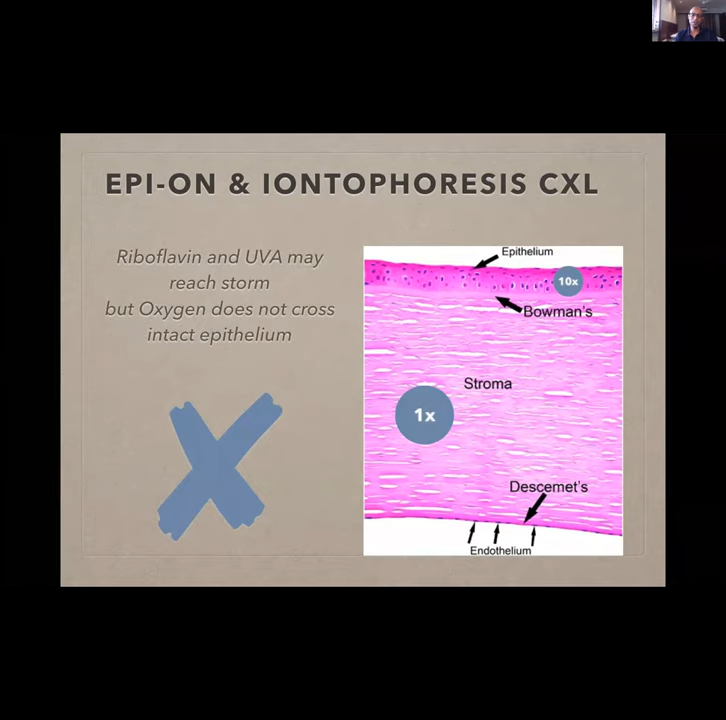 EPI-ON & IONTOPHORESIS CXL
Riboflavin and UVA may
reach storm
but Oxygen does not cross
intact epithelium
Epithelium
10x
Bowman's
Stroma
1x
Descemet's
Endothelium